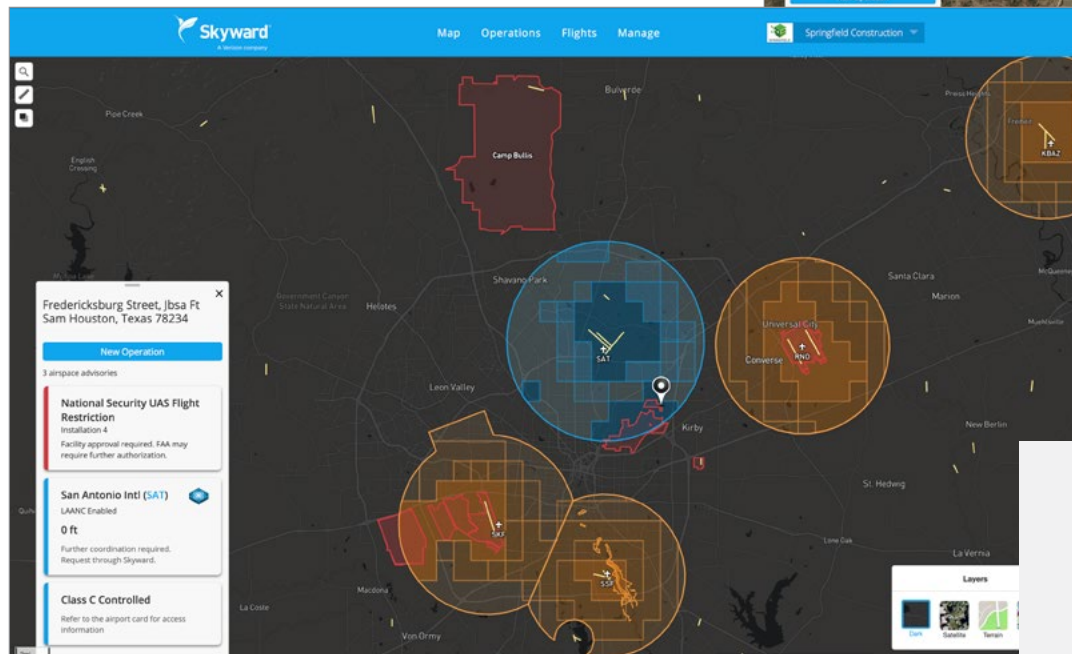 Skyward
A Verizon company
Map Operations Flights Manage
Springfield Construction
Bulverde
Pipe Creek
English Crossing
Camp Bullis
KBAZ
Shavano Park
Government Canyon
State Natural Area
Helotes
Santa Clara
Marion
McQueeney
Universal City
Converse
RND
SAT
Leon Valley
Kirby
New Berlin
St. Hedwig
Lone Oak
La Vernia
SKF
SSF
Macdona
La Coste
Von Ormy
Fredericksburg Street, Jbsa Ft
Sam Houston, Texas 78234
New Operation
3 airspace advisories
National Security UAS Flight
Restriction
Installation 4
Facility approval required. FAA may
require further authorization.
San Antonio Intl (SAT)
LAANC Enabled
0 ft
Further coordination required.
Request through Skyward.
Class C Controlled
Refer to the airport card for access
information
Layers
Dark Satellite Terrain